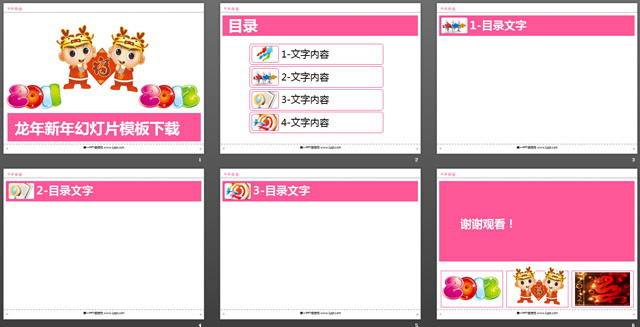 2011
福
2012
龙年新年幻灯片模板下载
1
目录
1-文字内容
2-文字内容
3-文字内容
4-文字内容
2
1-目录文字
3
2-目录文字
4
3-目录文字
5
谢谢观看！
2012
福
6